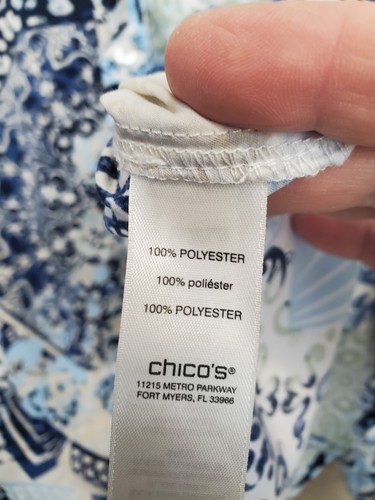 100% POLYESTER
100% poliéster
100% POLYESTER
chico's®
11215 METRO PARKWAY
FORT MYERS, FL 33966